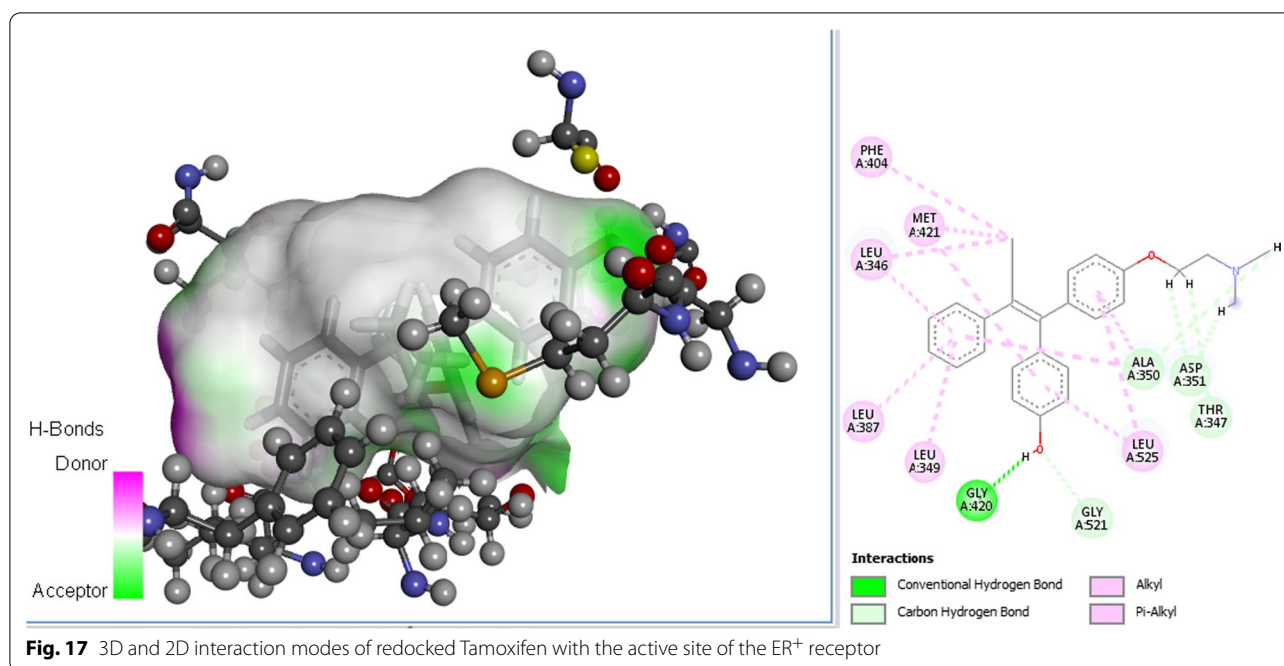 H-Bonds
Donor
Acceptor
PHE
A:404
MET
A:421
LEU
A:346
O
N
H
H
H
H
ALA
A:350
ASP
A:351
THR
A:347
LEU
A:387
LEU
A:349
LEU
A:525
H
O
GLY
A:420
GLY
A:521
Interactions
Conventional Hydrogen Bond
Carbon Hydrogen Bond
Alkyl
Pi-Alkyl
Fig. 17 3D and 2D interaction modes of redocked Tamoxifen with the active site of the ER⁺ receptor